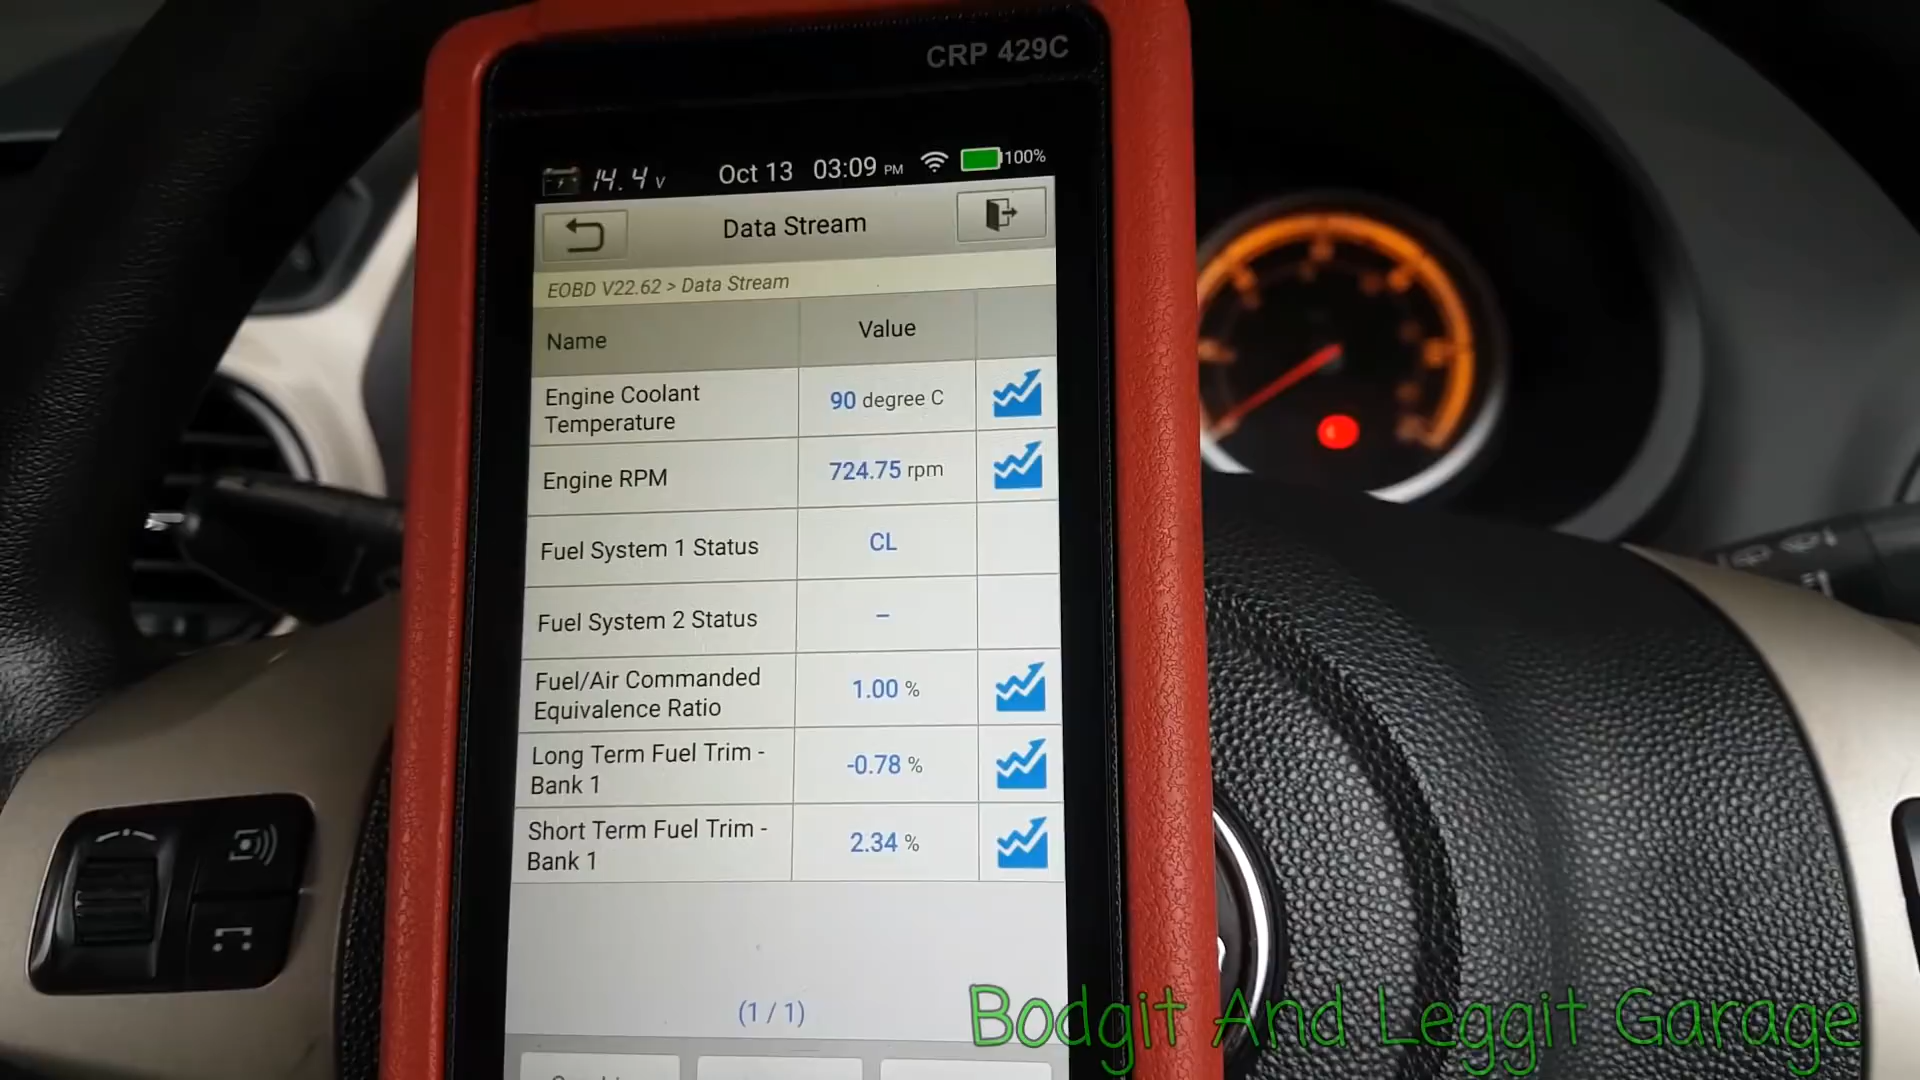 CRP 429C
14.4 v Oct 13 03:09 PM 100%
Data Stream
EOBD V22.62 > Data Stream
Name Value
Engine Coolant
Temperature
90 degree C
Engine RPM 724.75 rpm
Fuel System 1 Status CL
Fuel System 2 Status –
Fuel/Air Commanded
Equivalence Ratio
1.00 %
Long Term Fuel Trim -
Bank 1
-0.78 %
Short Term Fuel Trim -
Bank 1
2.34 %
(1 / 1)
Bodgit And Leggit Garage